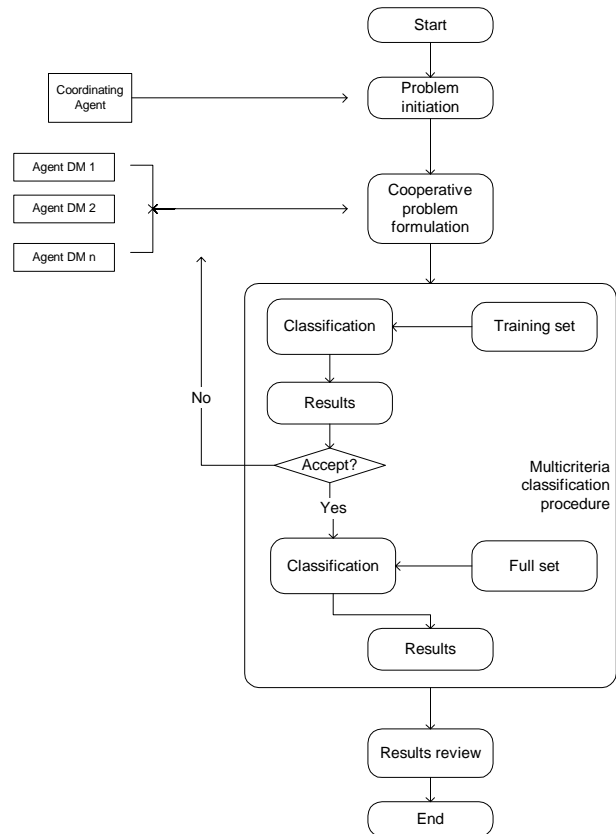 Start
Coordinating
Agent
Problem
initiation
Agent DM 1
Agent DM 2
Agent DM n
Cooperative
problem
formulation
Classification
Training set
No
Results
Accept?
Multicriteria
classification
procedure
Yes
Classification
Full set
Results
Results review
End